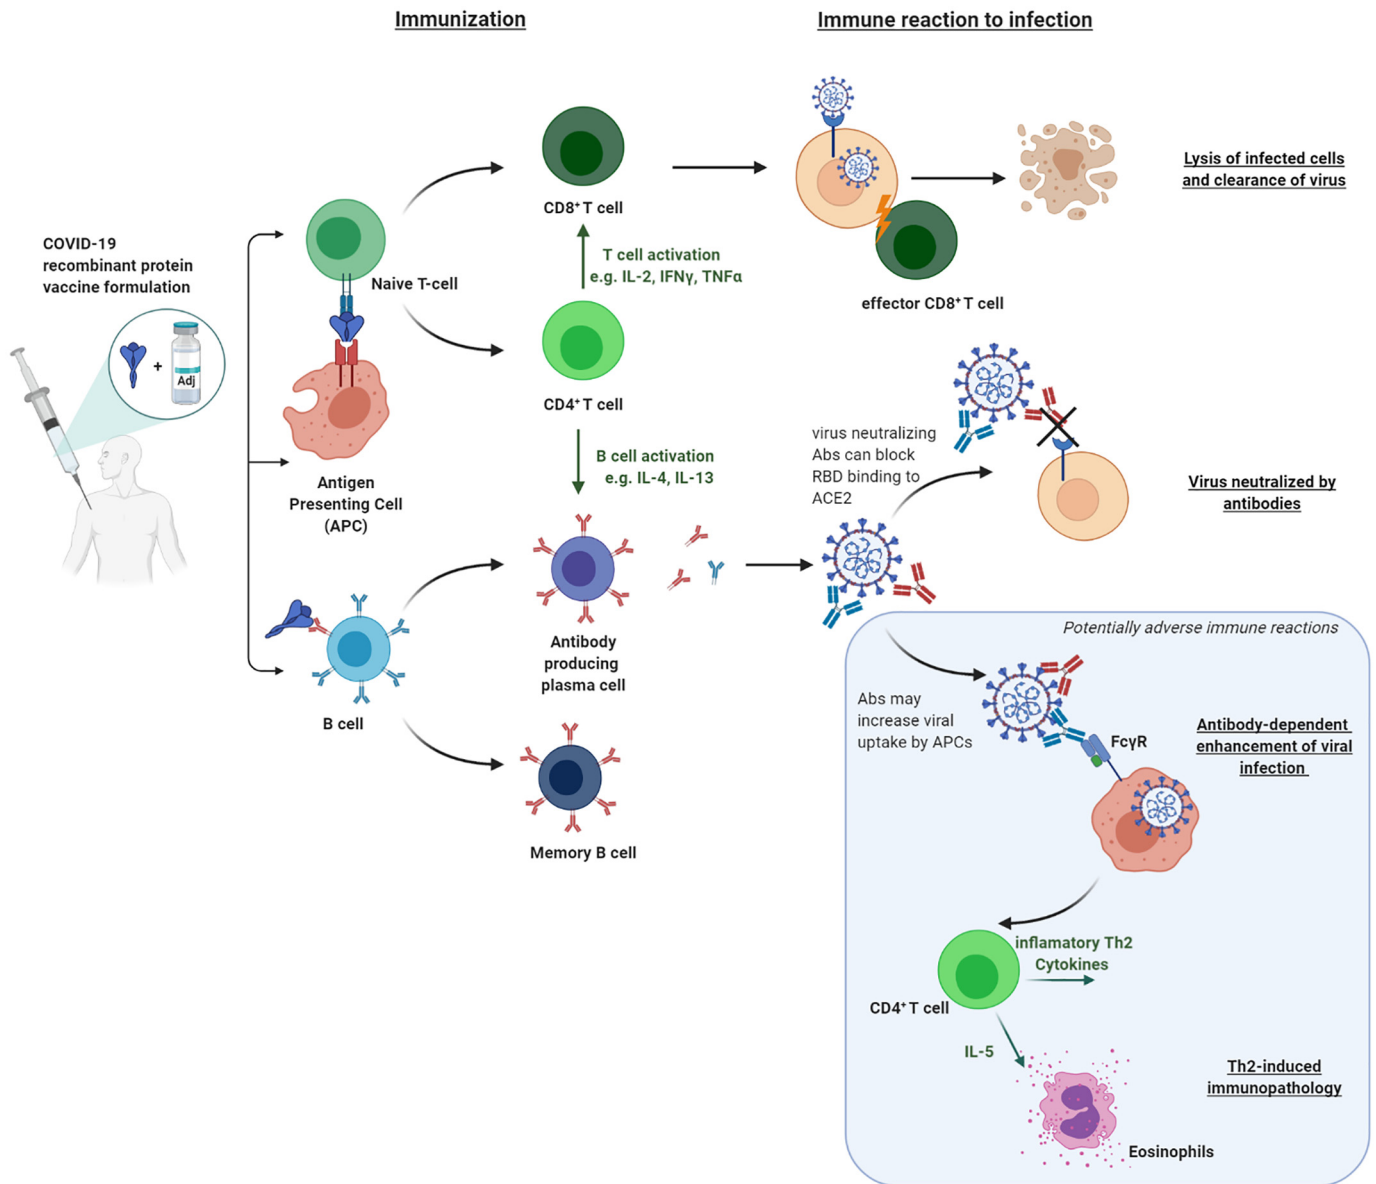 Immunization
Immune reaction to infection
COVID-19
recombinant protein
vaccine formulation
+
Adj
Naive T-cell
Antigen
Presenting Cell
(APC)
B cell
CD8⁺ T cell
T cell activation
e.g. IL-2, IFNγ, TNFα
CD4⁺ T cell
B cell activation
e.g. IL-4, IL-13
Antibody
producing
plasma cell
Memory B cell
effector CD8⁺ T cell
Lysis of infected cells
and clearance of virus
virus neutralizing
Abs can block
RBD binding to
ACE2
Virus neutralized by
antibodies
Potentially adverse immune reactions
Abs may
increase viral
uptake by APCs
FcγR
Antibody-dependent
enhancement of viral
infection
inflamatory Th2
Cytokines
CD4⁺ T cell
IL-5
Th2-induced
immunopathology
Eosinophils